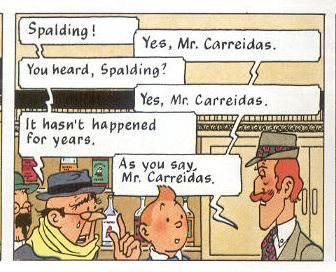 Spalding!
Yes, Mr. Carreidas.
You heard, Spalding?
Yes, Mr. Carreidas.
It hasn't happened
for years.
As you say,
Mr. Carreidas.